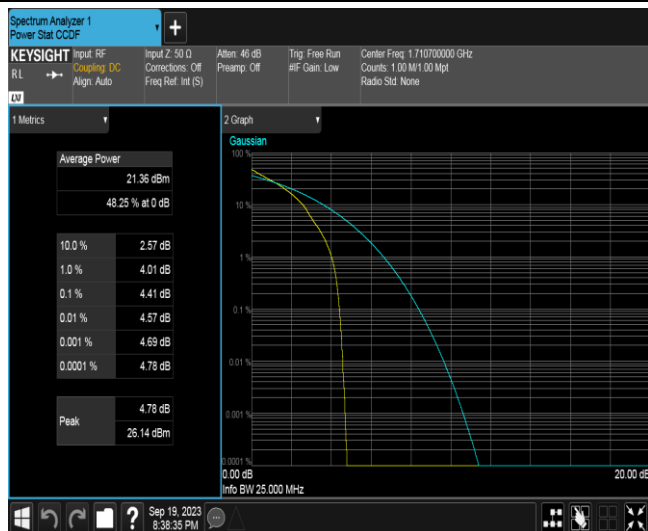 Spectrum Analyzer 1
Power Stat CCDF
+
KEYSIGHT
RL
LXI
Input: RF
Coupling: DC
Align: Auto
Input Z: 50 Ω
Corrections: Off
Freq Ref: Int (S)
Atten: 46 dB
Preamp: Off
Trig: Free Run
#IF Gain: Low
Center Freq: 1.710700000 GHz
Counts: 1.00 M/1.00 Mpt
Radio Std: None
1 Metrics
Average Power
21.36 dBm
48.25 % at 0 dB
10.0 % 2.57 dB
1.0 % 4.01 dB
0.1 % 4.41 dB
0.01 % 4.57 dB
0.001 % 4.69 dB
0.0001 % 4.78 dB
Peak
4.78 dB
26.14 dBm
2 Graph
Gaussian
100 %
10 %
1 %
0.1 %
0.01 %
0.001 %
0.0001 %
0.00 dB 20.00 dB
Info BW 25.000 MHz
?
Sep 19, 2023
8:38:35 PM